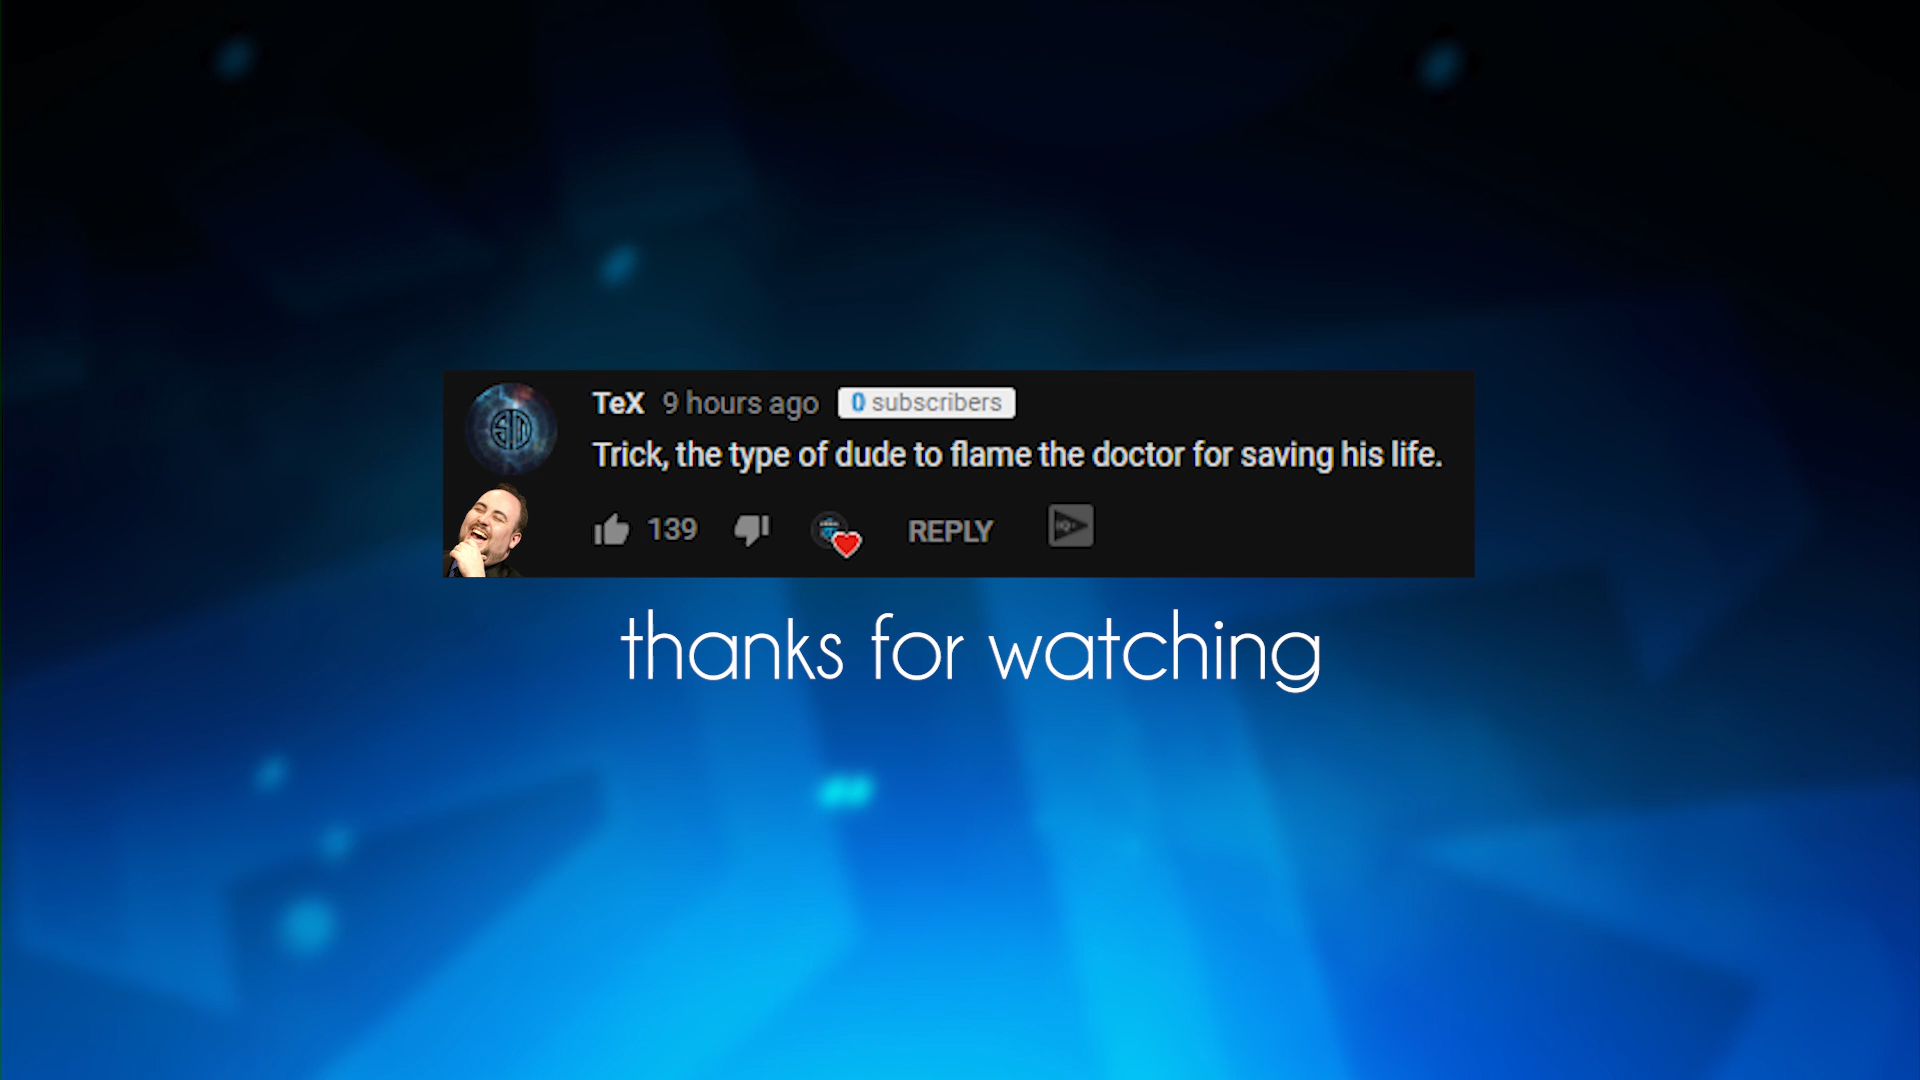 TeX 9 hours ago 0 subscribers
Trick, the type of dude to flame the doctor for saving his life.
139 REPLY
thanks for watching